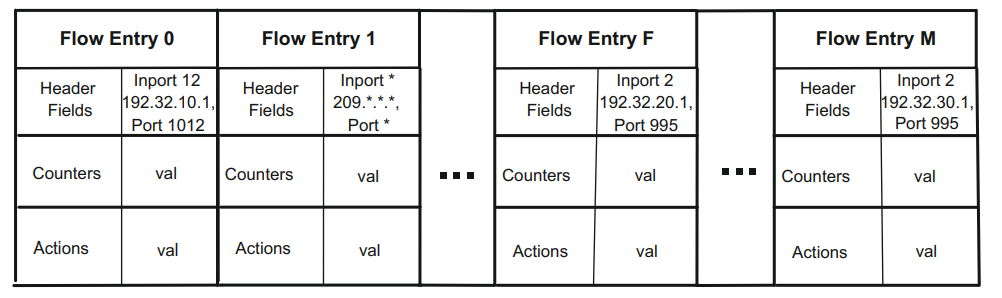 Flow Entry 0
Flow Entry 1
Flow Entry F
Flow Entry M
Header
Fields
Inport 12
192.32.10.1,
Port 1012
Header
Fields
Inport *
209.*.*.*,
Port *
Header
Fields
Inport 2
192.32.20.1,
Port 995
Header
Fields
Inport 2
192.32.30.1,
Port 995
Counters
val
Counters
val
Counters
val
Counters
val
Actions
val
Actions
val
Actions
val
Actions
val